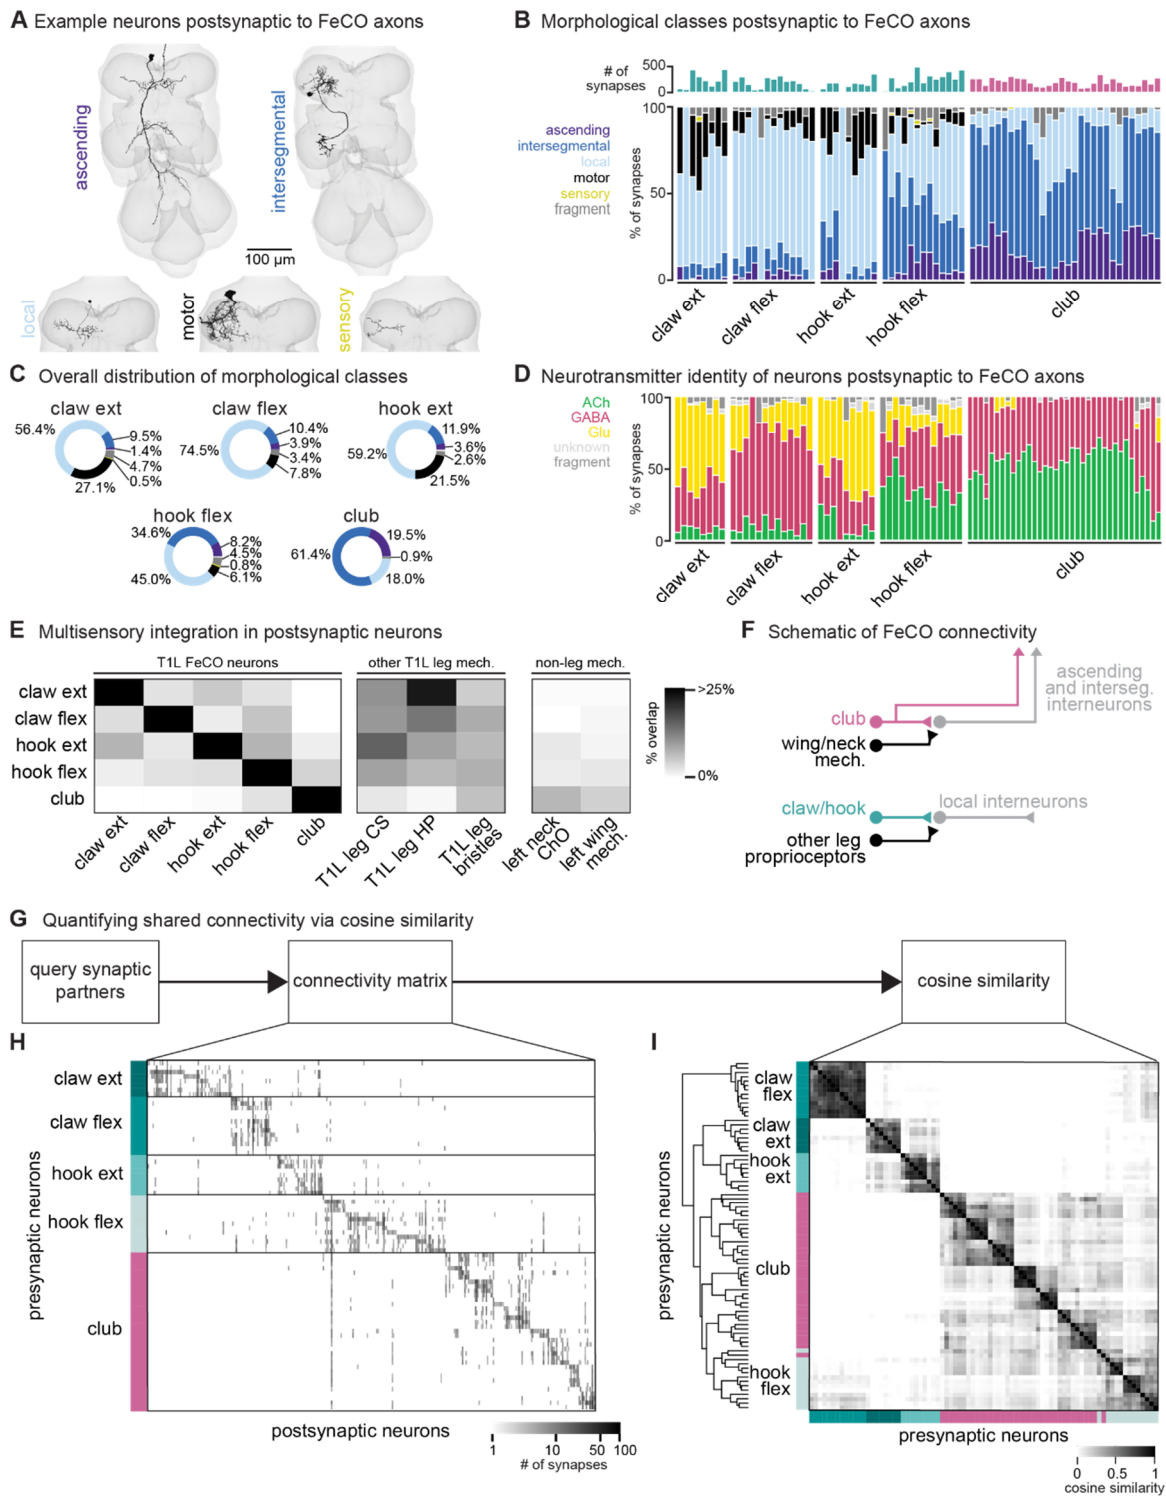 A Example neurons postsynaptic to FeCO axons
ascending
intersegmental
100 µm
local
motor
sensory
B Morphological classes postsynaptic to FeCO axons
500
# of
synapses
0
100
ascending
intersegmental
local
motor
sensory
fragment
% of synapses
50
0
claw ext
claw flex
hook ext
hook flex
club
C Overall distribution of morphological classes
claw ext
56.4%
9.5%
1.4%
4.7%
0.5%
27.1%
claw flex
74.5%
10.4%
3.9%
3.4%
7.8%
hook ext
59.2%
11.9%
3.6%
2.6%
21.5%
hook flex
34.6%
8.2%
4.5%
0.8%
6.1%
45.0%
club
61.4%
19.5%
0.9%
18.0%
D Neurotransmitter identity of neurons postsynaptic to FeCO axons
ACh
GABA
Glu
unknown
fragment
% of synapses
100
50
0
claw ext
claw flex
hook ext
hook flex
club
E Multisensory integration in postsynaptic neurons
T1L FeCO neurons
other T1L leg mech.
non-leg mech.
claw ext
claw flex
hook ext
hook flex
club
claw ext
claw flex
hook ext
hook flex
club
T1L leg CS
T1L leg HP
T1L leg
bristles
left neck
ChO
left wing
mech.
% overlap
>25%
0%
F Schematic of FeCO connectivity
ascending
and interseg.
interneurons
club
wing/neck
mech.
claw/hook
local interneurons
other leg
proprioceptors
G Quantifying shared connectivity via cosine similarity
query synaptic
partners
connectivity matrix
cosine similarity
H
presynaptic neurons
claw ext
claw flex
hook ext
hook flex
club
postsynaptic neurons
1 10 50 100
# of synapses
I
presynaptic neurons
claw
flex
claw
ext
hook
ext
club
hook
flex
presynaptic neurons
0 0.5 1
cosine similarity